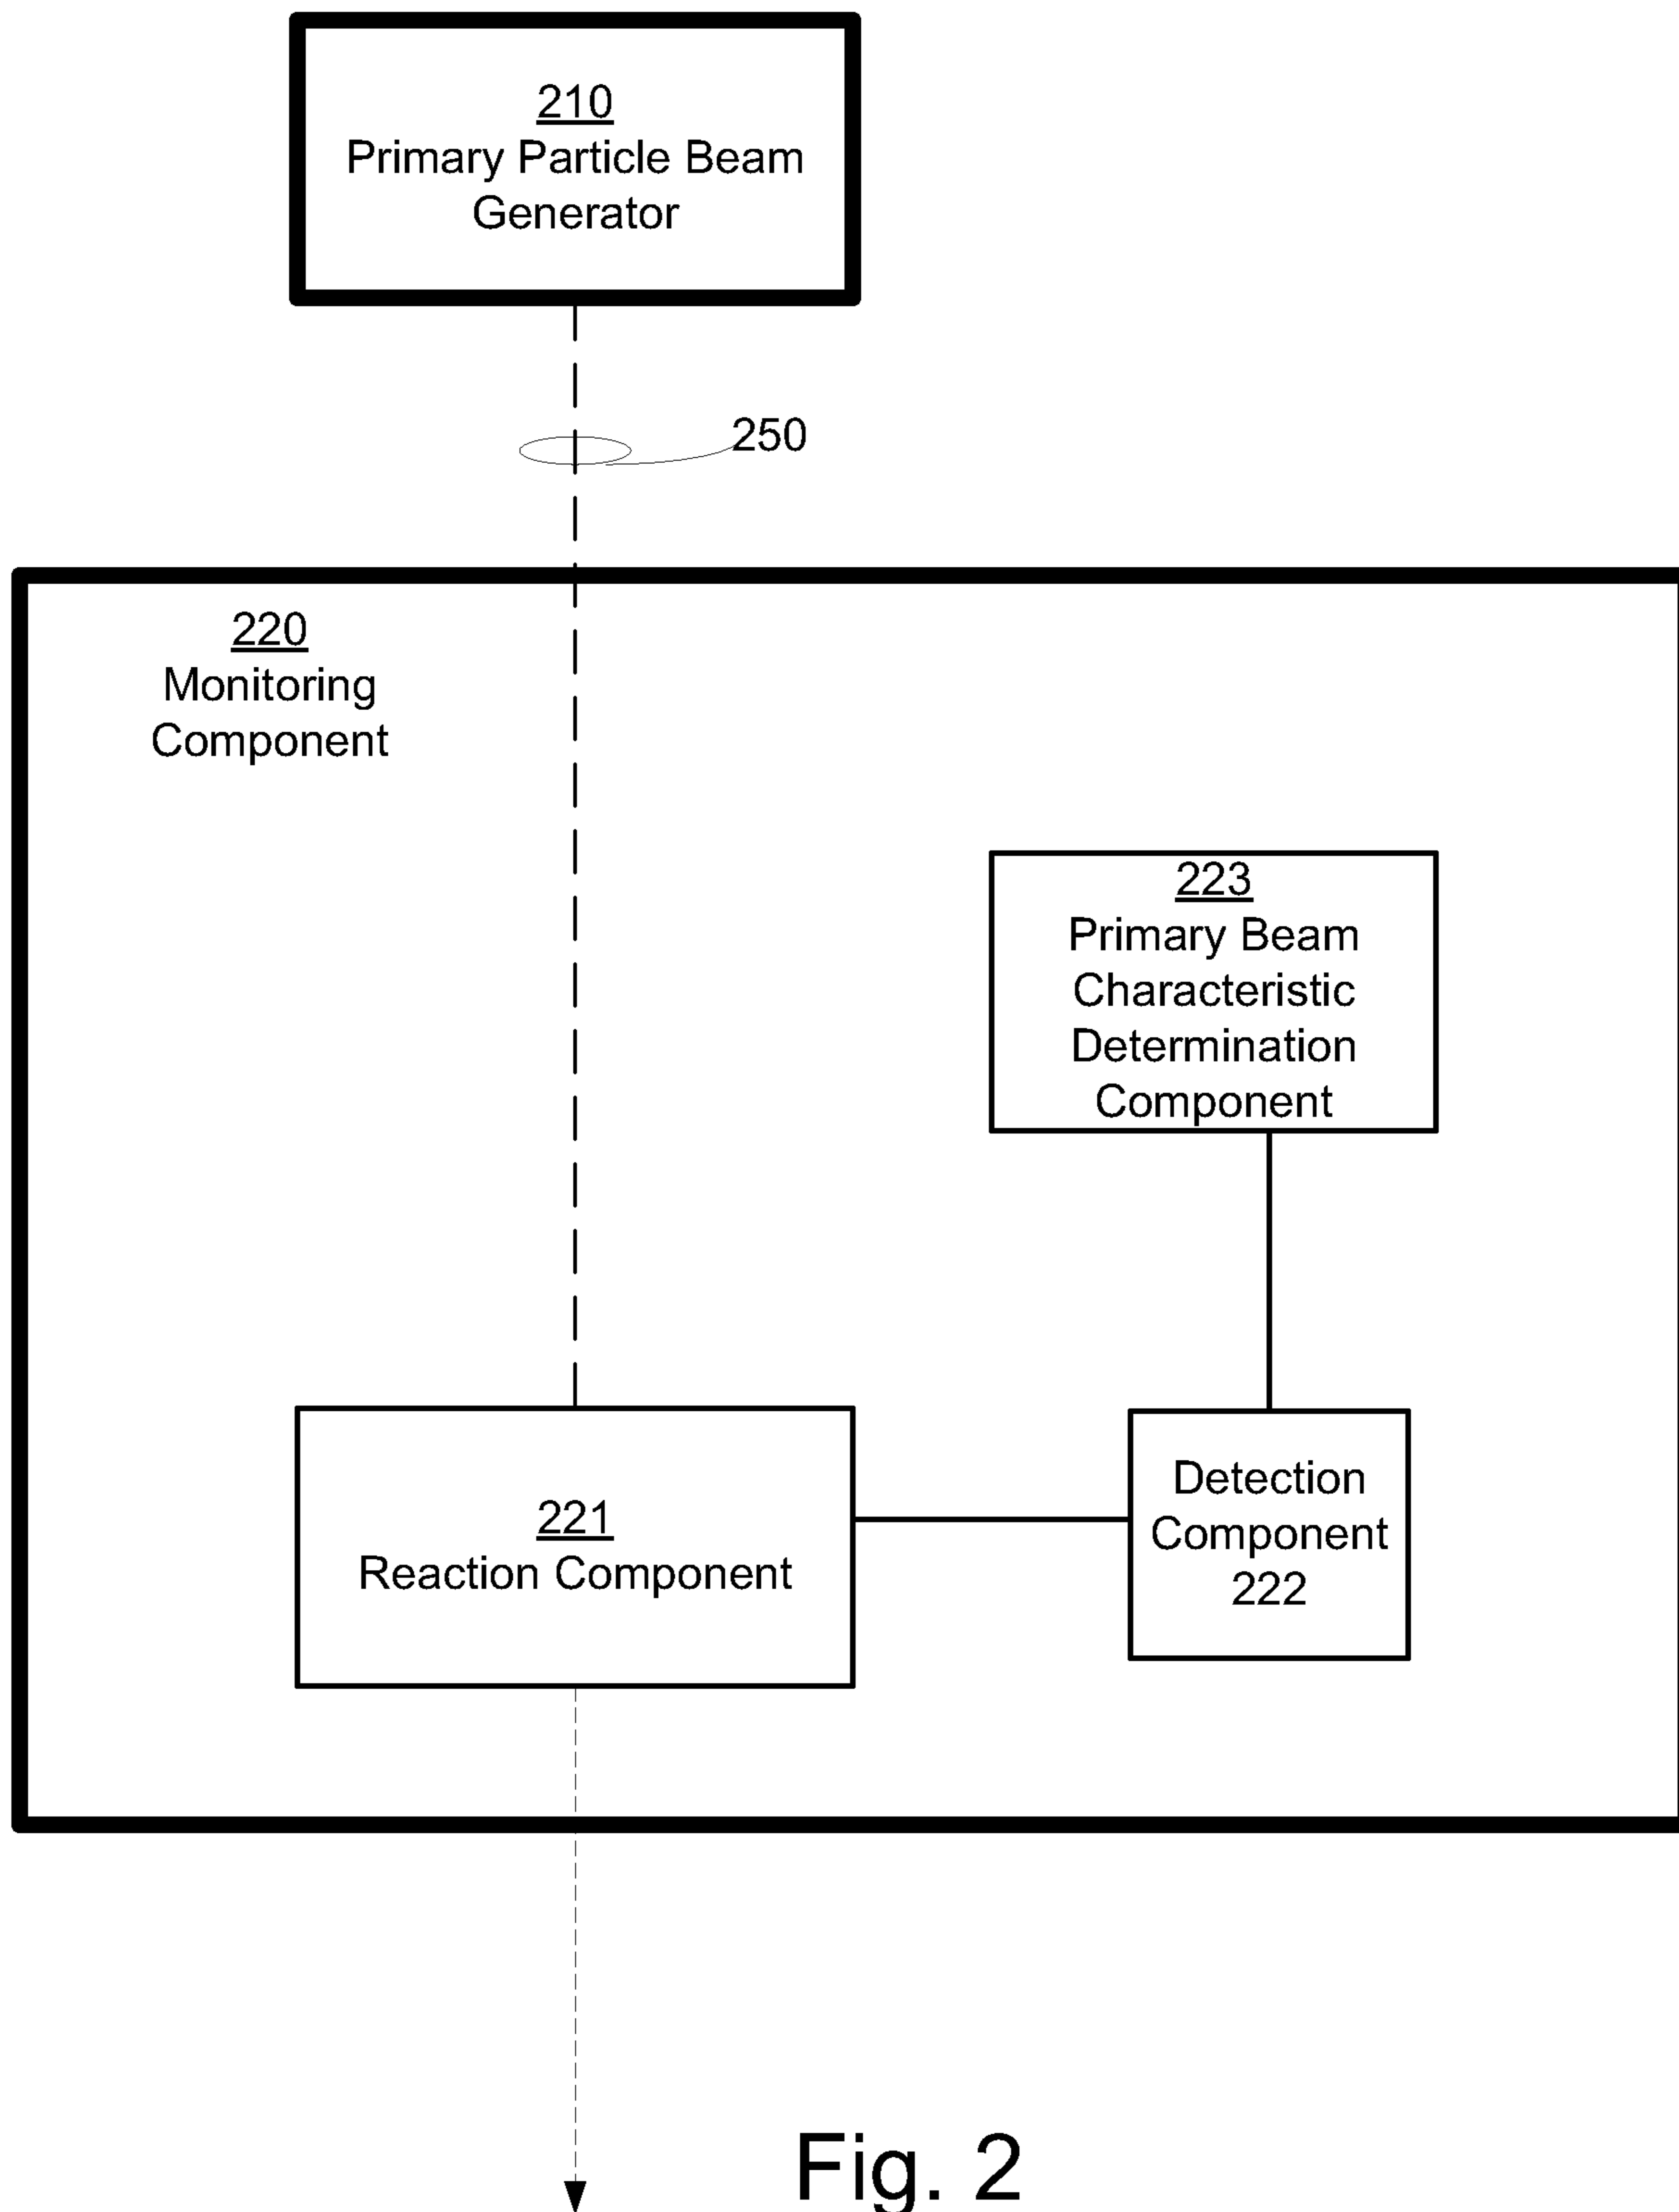 210
Primary Particle Beam
Generator
250
220
Monitoring
Component
223
Primary Beam
Characteristic
Determination
Component
221
Reaction Component
Detection
Component
222
Fig. 2